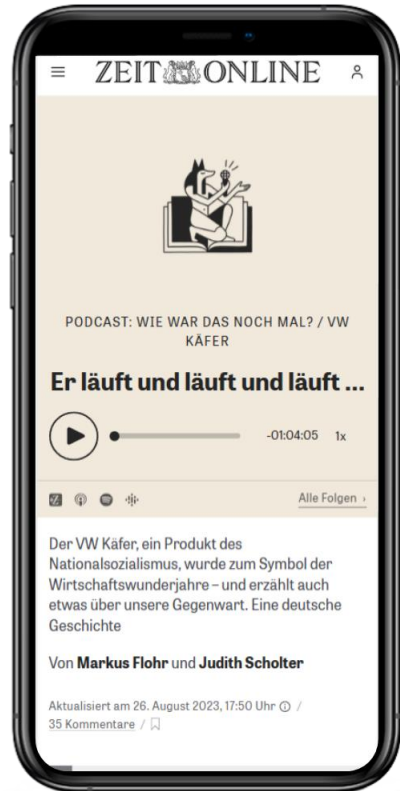 ZEIT ONLINE
PODCAST: WIE WAR DAS NOCH MAL? / VW
KÄFER
Er läuft und läuft und läuft ...
-01:04:05 1x
Alle Folgen ›
Der VW Käfer, ein Produkt des
Nationalsozialismus, wurde zum Symbol der
Wirtschaftswunderjahre – und erzählt auch
etwas über unsere Gegenwart. Eine deutsche
Geschichte
Von Markus Flohr und Judith Scholter
Aktualisiert am 26. August 2023, 17:50 Uhr /
35 Kommentare /